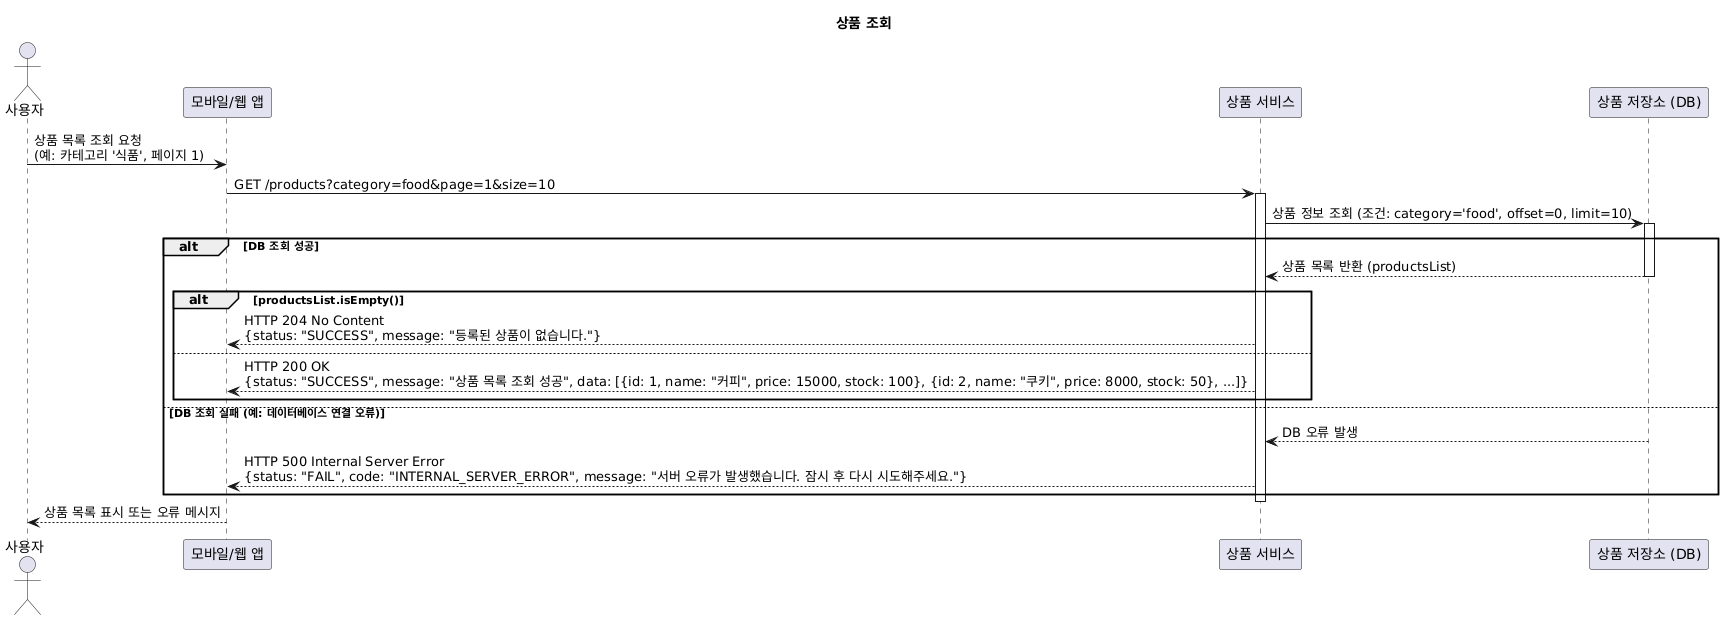 상품 조회
사용자
모바일/웹 앱
상품 서비스
상품 저장소 (DB)
상품 목록 조회 요청
(예: 카테고리 '식품', 페이지 1)
GET /products?category=food&page=1&size=10
상품 정보 조회 (조건: category='food', offset=0, limit=10)
alt
[DB 조회 성공]
상품 목록 반환 (productsList)
alt
[productsList.isEmpty()]
HTTP 204 No Content
{status: "SUCCESS", message: "등록된 상품이 없습니다."}
HTTP 200 OK
{status: "SUCCESS", message: "상품 목록 조회 성공", data: [{id: 1, name: "커피", price: 15000, stock: 100}, {id: 2, name: "쿠키", price: 8000, stock: 50}, ...]}
[DB 조회 실패 (예: 데이터베이스 연결 오류)]
DB 오류 발생
HTTP 500 Internal Server Error
{status: "FAIL", code: "INTERNAL_SERVER_ERROR", message: "서버 오류가 발생했습니다. 잠시 후 다시 시도해주세요."}
상품 목록 표시 또는 오류 메시지
사용자
모바일/웹 앱
상품 서비스
상품 저장소 (DB)